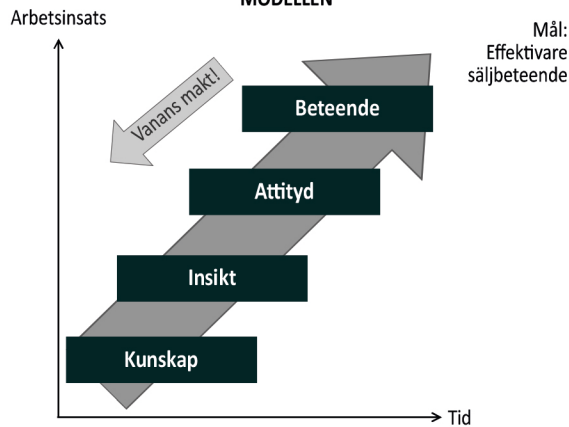 MODELLEN
Arbetsinsats
Mål:
Effektivare
säljbeteende
Vanans makt!
Beteende
Attityd
Insikt
Kunskap
Tid